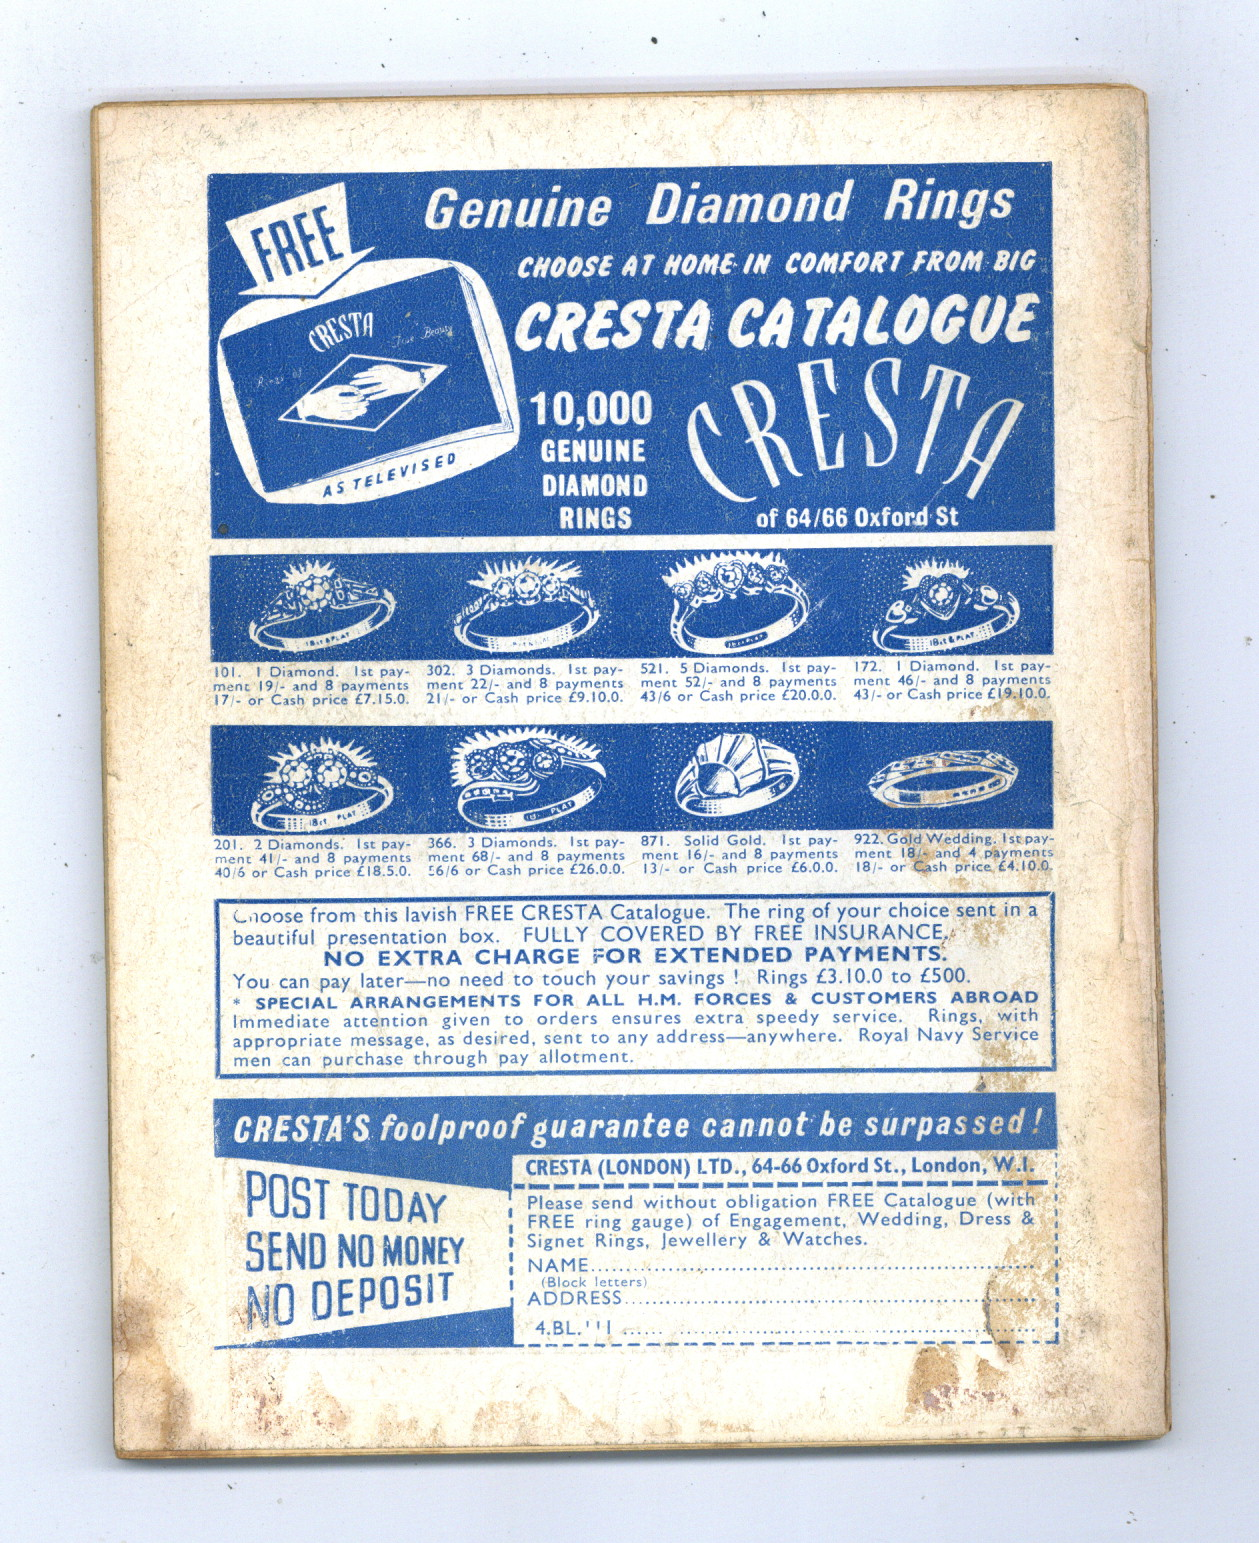 FREE
Genuine Diamond Rings
CHOOSE AT HOME IN COMFORT FROM BIG
CRESTA CATALOGUE
CRESTA
True Beauty
Rings of
AS TELEVISED
10,000
GENUINE
DIAMOND
RINGS
CRESTA
of 64/66 Oxford St
18ct & PLAT
18ct & PLAT
101. 1 Diamond. 1st pay-
ment 19/- and 8 payments
17/- or Cash price £7.15.0.
302. 3 Diamonds. 1st pay-
ment 22/- and 8 payments
21/- or Cash price £9.10.0.
521. 5 Diamonds. 1st pay-
ment 52/- and 8 payments
43/6 or Cash price £20.0.0.
172. 1 Diamond. 1st pay-
ment 46/- and 8 payments
43/- or Cash price £19.10.0.
18ct. PLAT
PLAT
201. 2 Diamonds. 1st pay-
ment 41/- and 8 payments
40/6 or Cash price £18.5.0.
366. 3 Diamonds. 1st pay-
ment 68/- and 8 payments
56/6 or Cash price £26.0.0.
871. Solid Gold. 1st pay-
ment 16/- and 8 payments
13/- or Cash price £6.0.0.
922. Gold Wedding. 1st pay-
ment 18/- and 4 payments
18/- or Cash price £4.10.0.
Choose from this lavish FREE CRESTA Catalogue. The ring of your choice sent in a
beautiful presentation box. FULLY COVERED BY FREE INSURANCE.
NO EXTRA CHARGE FOR EXTENDED PAYMENTS.
You can pay later—no need to touch your savings ! Rings £3.10.0 to £500.
* SPECIAL ARRANGEMENTS FOR ALL H.M. FORCES & CUSTOMERS ABROAD
Immediate attention given to orders ensures extra speedy service. Rings, with
appropriate message, as desired, sent to any address—anywhere. Royal Navy Service
men can purchase through pay allotment.
CRESTA'S foolproof guarantee cannot be surpassed !
POST TODAY
SEND NO MONEY
NO DEPOSIT
CRESTA (LONDON) LTD., 64-66 Oxford St., London, W.1.
Please send without obligation FREE Catalogue (with
FREE ring gauge) of Engagement, Wedding, Dress &
Signet Rings, Jewellery & Watches.
NAME
(Block letters)
ADDRESS
4.BL.